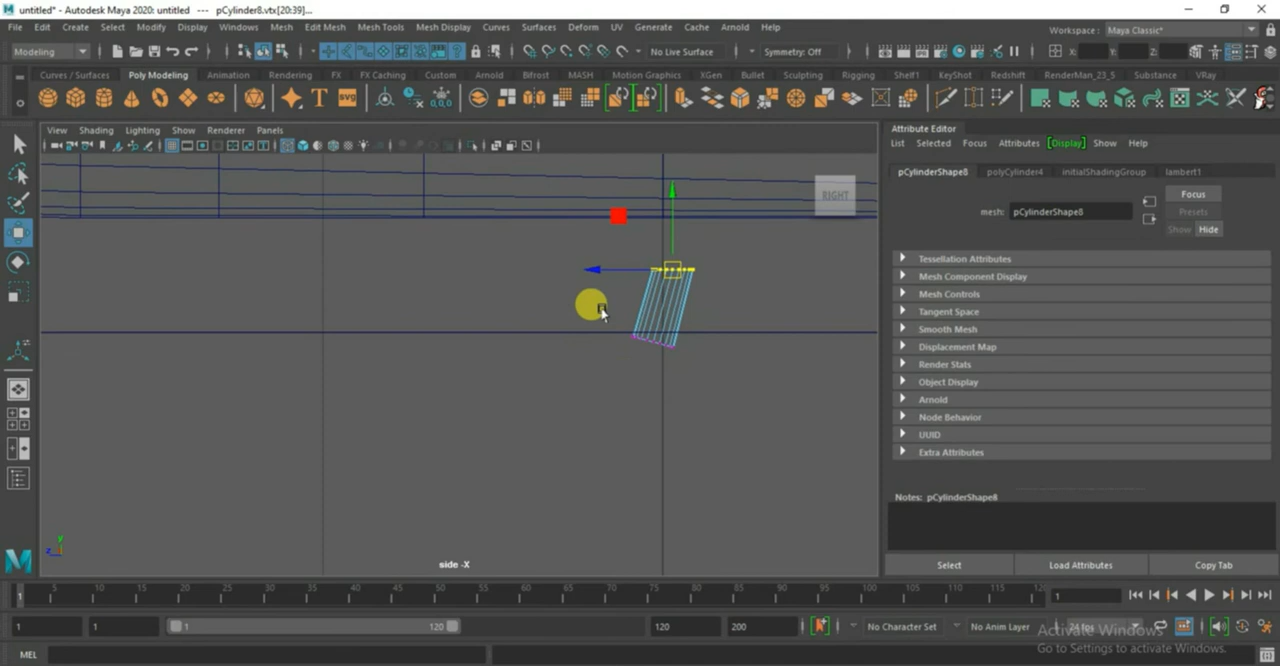 untitled* - Autodesk Maya 2020: untitled --- pCylinder8.vtx[20:39]...
File Edit Create Select Modify Display Windows Mesh Edit Mesh Mesh Tools Mesh Display Curves Surfaces Deform UV Generate Cache Arnold Help
Workspace : Maya Classic*
Modeling
No Live Surface
Symmetry: Off
X: Y: Z:
Curves / Surfaces Poly Modeling Animation Rendering FX FX Caching Custom Arnold Bifrost MASH Motion Graphics XGen Bullet Sculpting Rigging Shelf1 KeyShot Redshift RenderMan_23_5 Substance VRay
SVG
View Shading Lighting Show Renderer Panels
RIGHT
y
z
side -X
Attribute Editor
List Selected Focus Attributes Display Show Help
pCylinderShape8 polyCylinder4 initialShadingGroup lambert1
Focus
mesh: pCylinderShape8
Presets
Show Hide
Tessellation Attributes
Mesh Component Display
Mesh Controls
Tangent Space
Smooth Mesh
Displacement Map
Render Stats
Object Display
Arnold
Node Behavior
UUID
Extra Attributes
Notes: pCylinderShape8
Select Load Attributes Copy Tab
1 5 10 15 20 25 30 35 40 45 50 55 60 65 70 75 80 85 90 95 100 105 110 115 12
1
1 1 1 120 120 200 No Character Set No Anim Layer 24 fps
Activate Windows
Go to Settings to activate Windows.
MEL